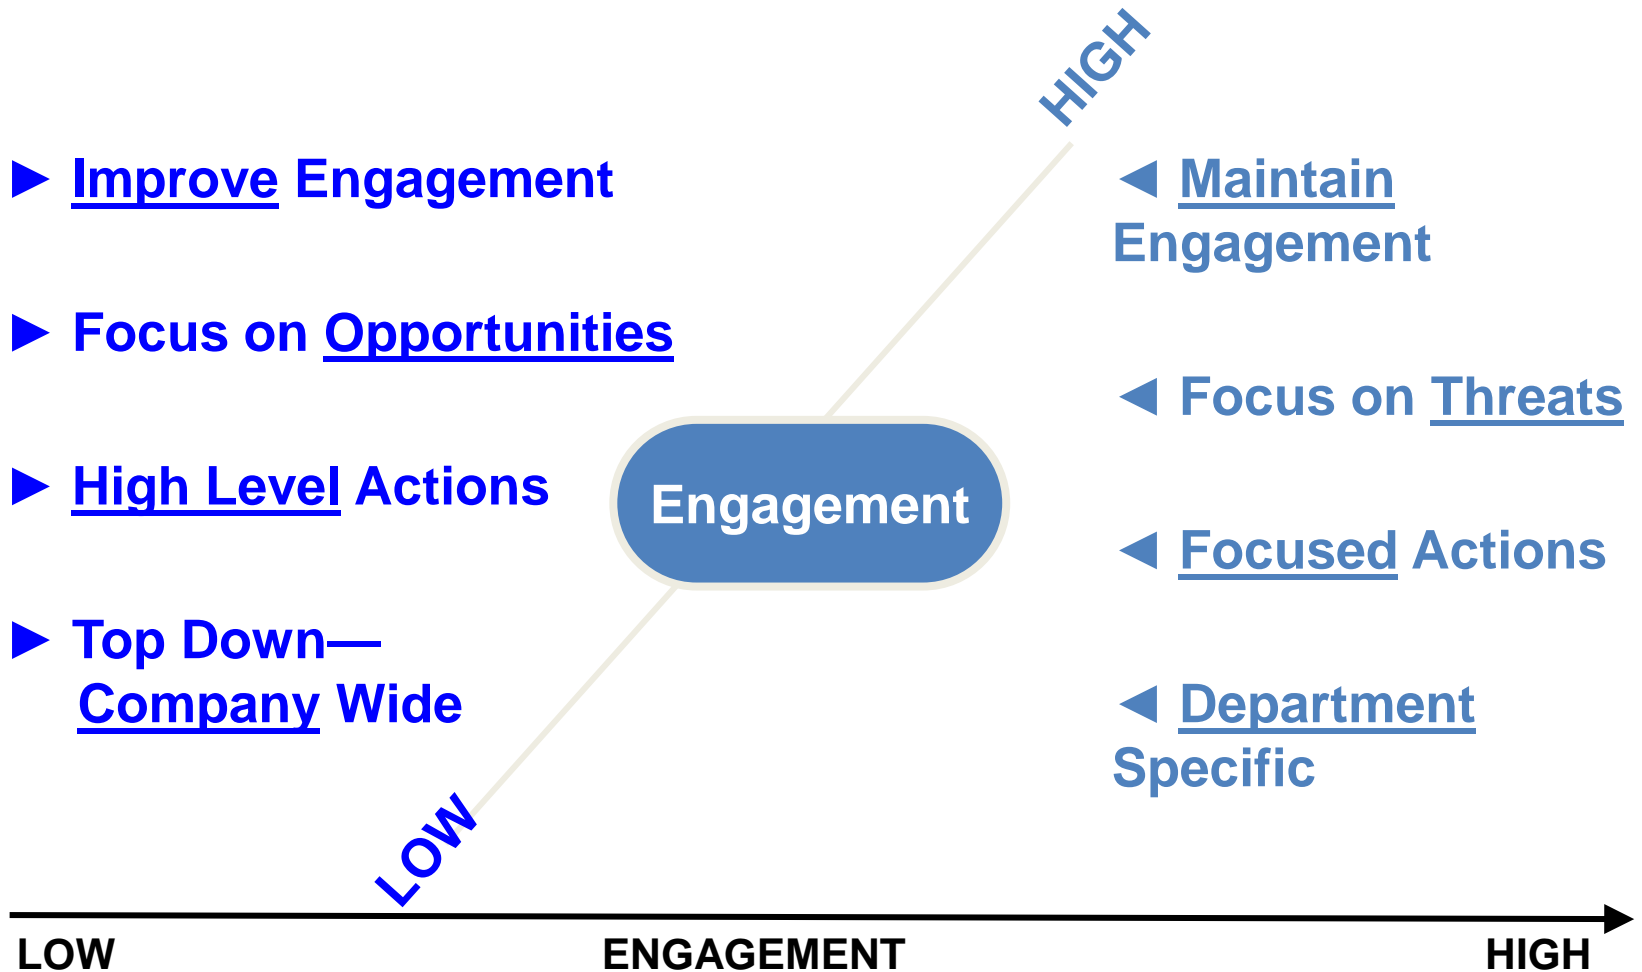 HIGH
► Improve Engagement
► Focus on Opportunities
► High Level Actions
► Top Down—
Company Wide
Engagement
◄ Maintain
Engagement
◄ Focus on Threats
◄ Focused Actions
◄ Department
Specific
LOW
LOW
ENGAGEMENT
HIGH